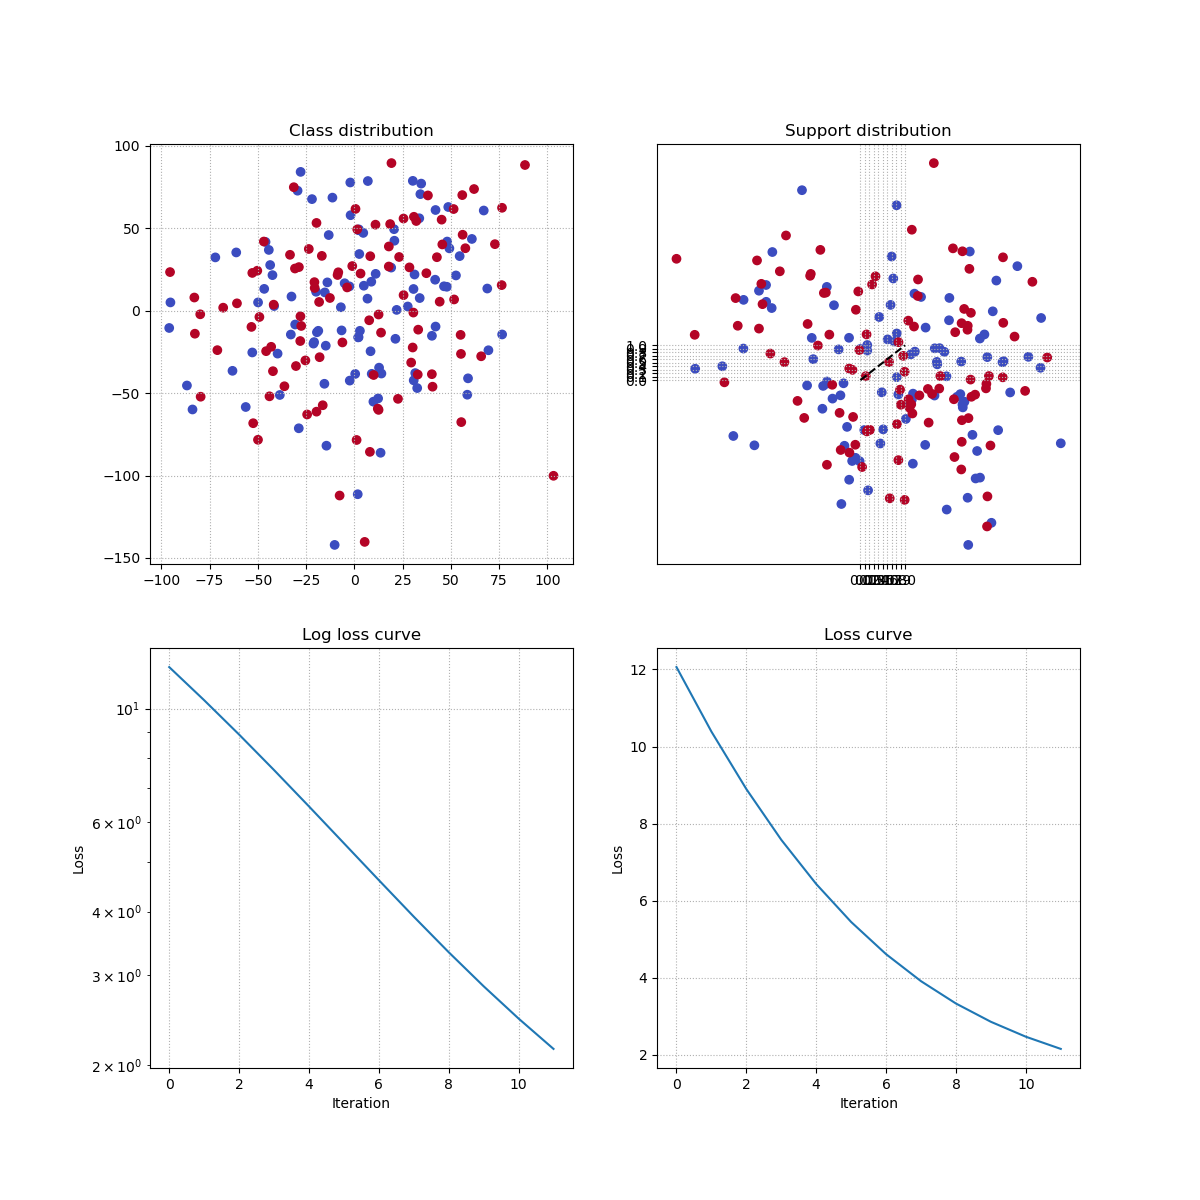 Class distribution
100
50
0
−50
−100
−150
−100 −75 −50 −25 0 25 50 75 100
Support distribution
1.0
Log loss curve
10¹
6 × 10⁰
4 × 10⁰
3 × 10⁰
2 × 10⁰
Loss
0 2 4 6 8 10
Iteration
Loss curve
12
10
8
6
4
2
Loss
0 2 4 6 8 10
Iteration